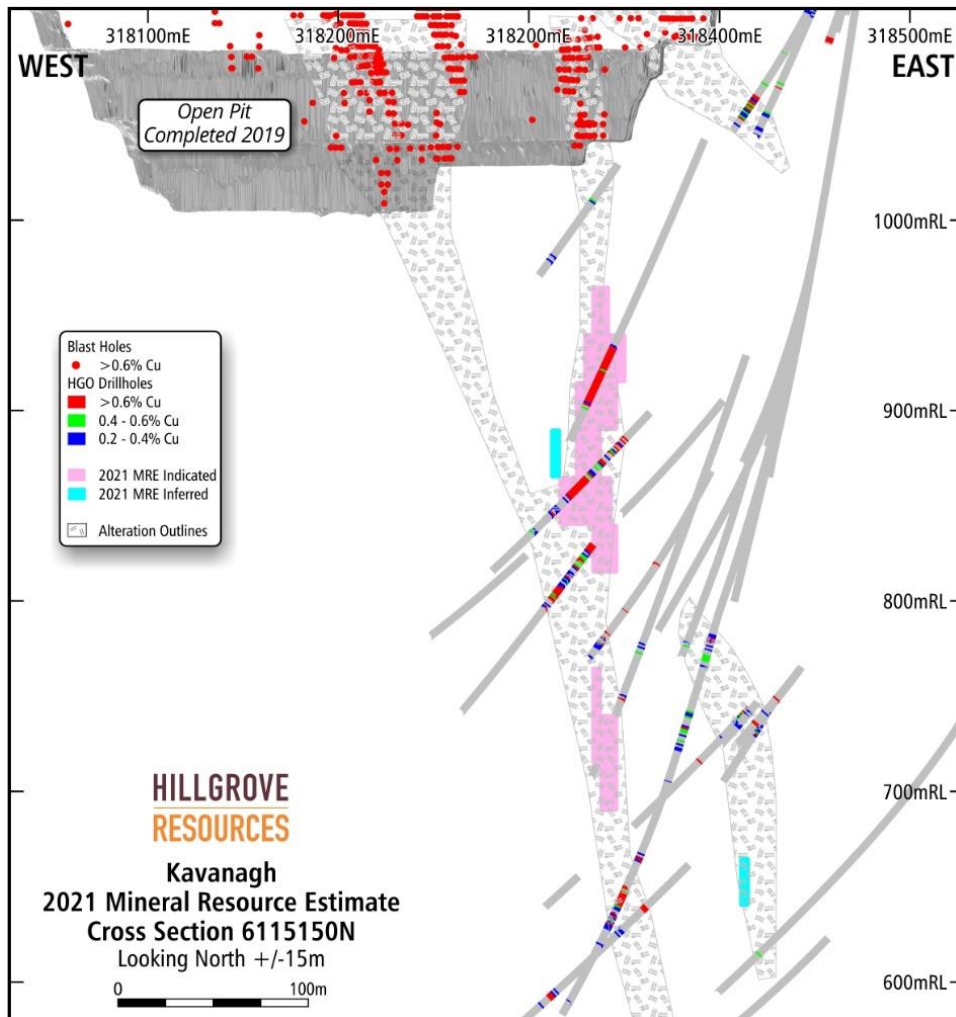 318100mE
318200mE
318200mE
318400mE
318500mE
WEST
EAST
Open Pit
Completed 2019
1000mRL
900mRL
800mRL
700mRL
600mRL
Blast Holes
>0.6% Cu
HGO Drillholes
>0.6% Cu
0.4 - 0.6% Cu
0.2 - 0.4% Cu
2021 MRE Indicated
2021 MRE Inferred
Alteration Outlines
HILLGROVE
RESOURCES
Kavanagh
2021 Mineral Resource Estimate
Cross Section 6115150N
Looking North +/-15m
0 100m